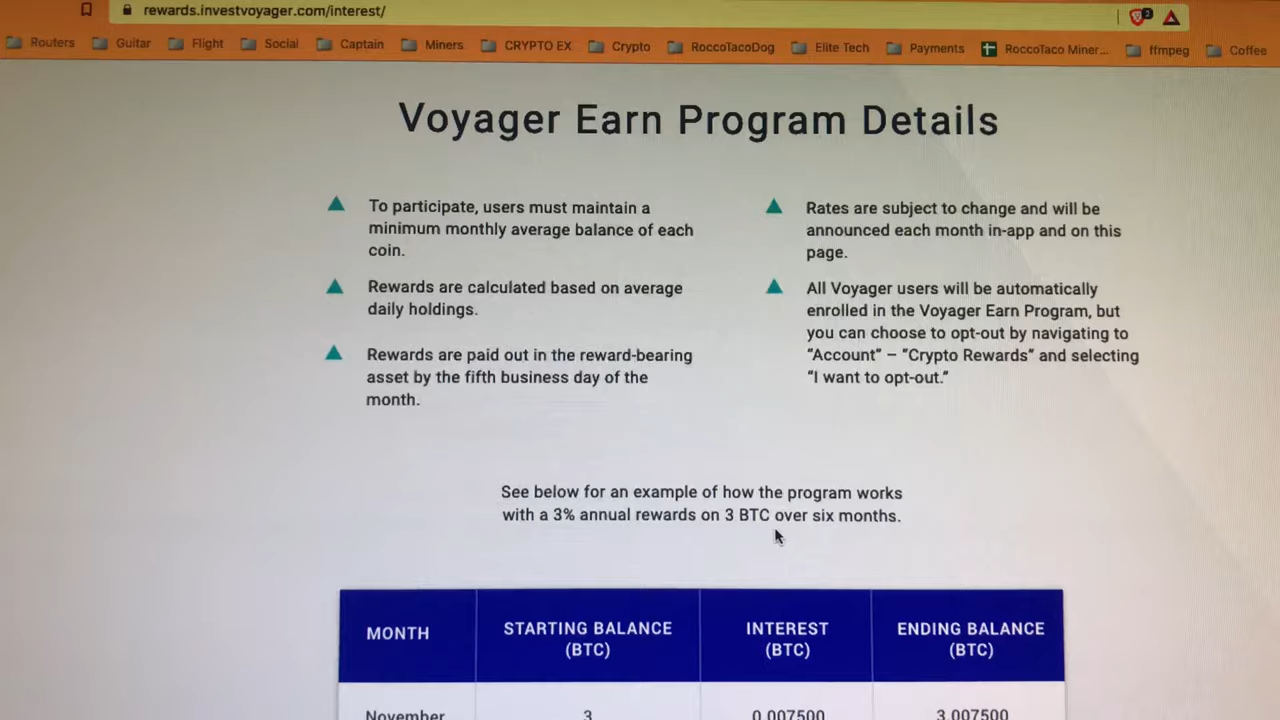 rewards.investvoyager.com/interest/
Routers Guitar Flight Social Captain Miners CRYPTO EX Crypto RoccoTacoDog Elite Tech Payments RoccoTaco Miner... ffmpeg Coffee
Voyager Earn Program Details
To participate, users must maintain a
minimum monthly average balance of each
coin.
Rewards are calculated based on average
daily holdings.
Rewards are paid out in the reward-bearing
asset by the fifth business day of the
month.
Rates are subject to change and will be
announced each month in-app and on this
page.
All Voyager users will be automatically
enrolled in the Voyager Earn Program, but
you can choose to opt-out by navigating to
“Account” – “Crypto Rewards” and selecting
“I want to opt-out.”
See below for an example of how the program works
with a 3% annual rewards on 3 BTC over six months.
MONTH STARTING BALANCE (BTC) INTEREST (BTC) ENDING BALANCE (BTC)
November 3 0.007500 3.007500